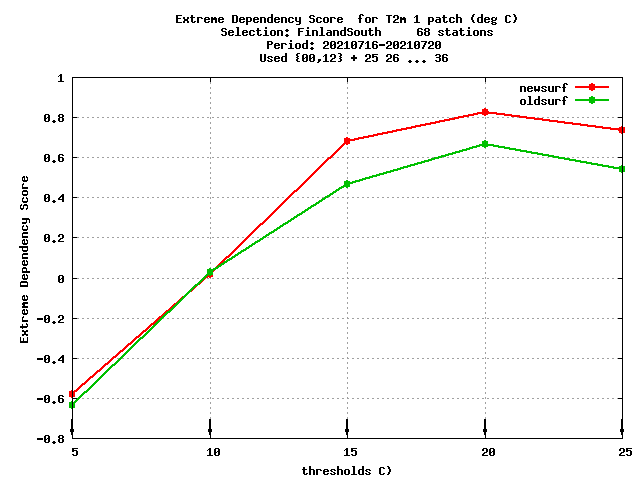 Extreme Dependency Score  for T2m 1 patch (deg C)
Selection: FinlandSouth     68 stations
Period: 20210716-20210720
Used {00,12} + 25 26 ... 36
newsurf
oldsurf
Extreme Dependency Score
1
0.8
0.6
0.4
0.2
0
-0.2
-0.4
-0.6
-0.8
5 10 15 20 25
thresholds C)